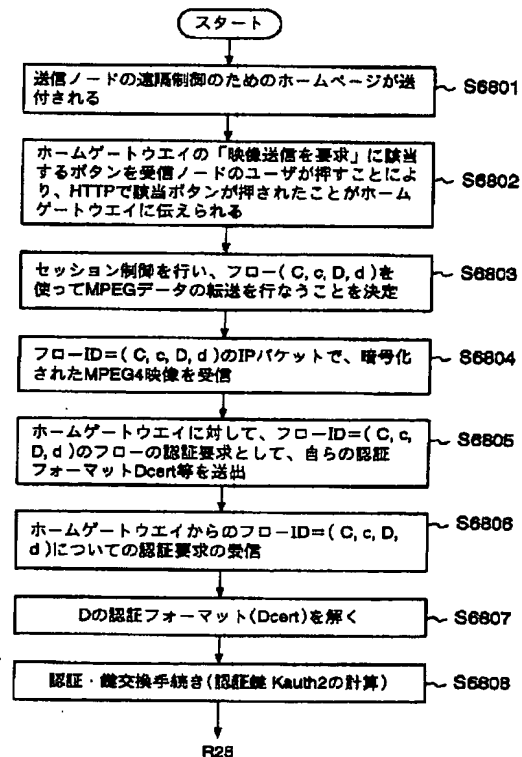 スタート
送信ノードの遠隔制御のためのホームページが送
付される
S6801
ホームゲートウエイの「映像送信を要求」に該当
するボタンを受信ノードのユーザが押すことによ
り、HTTPで該当ボタンが押されたことがホーム
ゲートウエイに伝えられる
S6802
セッション制御を行い、フロー( C, c, D, d )を
使ってMPEGデータの転送を行なうことを決定
S6803
フローID=( C, c, D, d )のIPパケットで、暗号化
されたMPEG4映像を受信
S6804
ホームゲートウエイに対して、フローID=( C, c,
D, d )のフローの認証要求として、自らの認証
フォーマットDcert等を送出
S6805
ホームゲートウエイからのフローID=( C, c, D,
d )についての認証要求の受信
S6806
Dの認証フォーマット(Dcert)を解く
S6807
認証・鍵交換手続き(認証鍵 Kauth2の計算)
S6808
R28